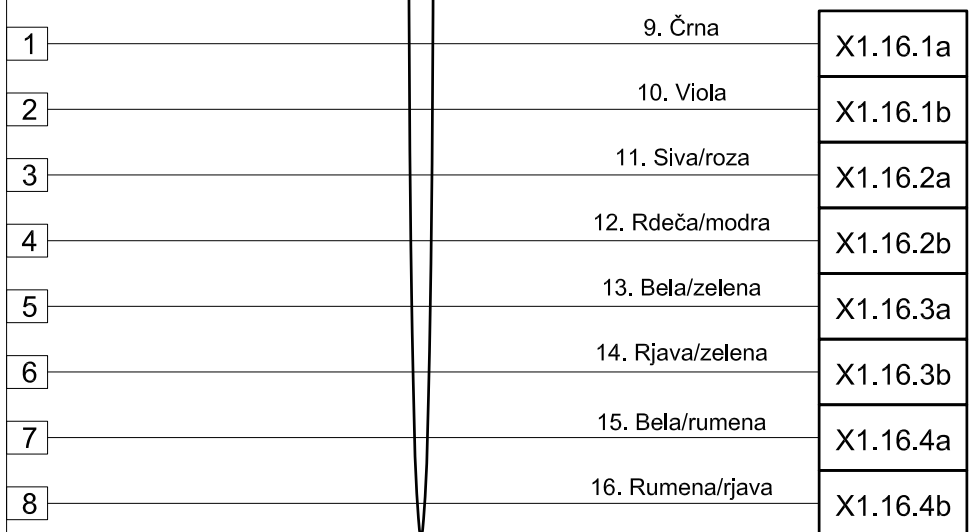 1 9. Črna X1.16.1a
2 10. Viola X1.16.1b
3 11. Siva/roza X1.16.2a
4 12. Rdeča/modra X1.16.2b
5 13. Bela/zelena X1.16.3a
6 14. Rjava/zelena X1.16.3b
7 15. Bela/rumena X1.16.4a
8 16. Rumena/rjava X1.16.4b